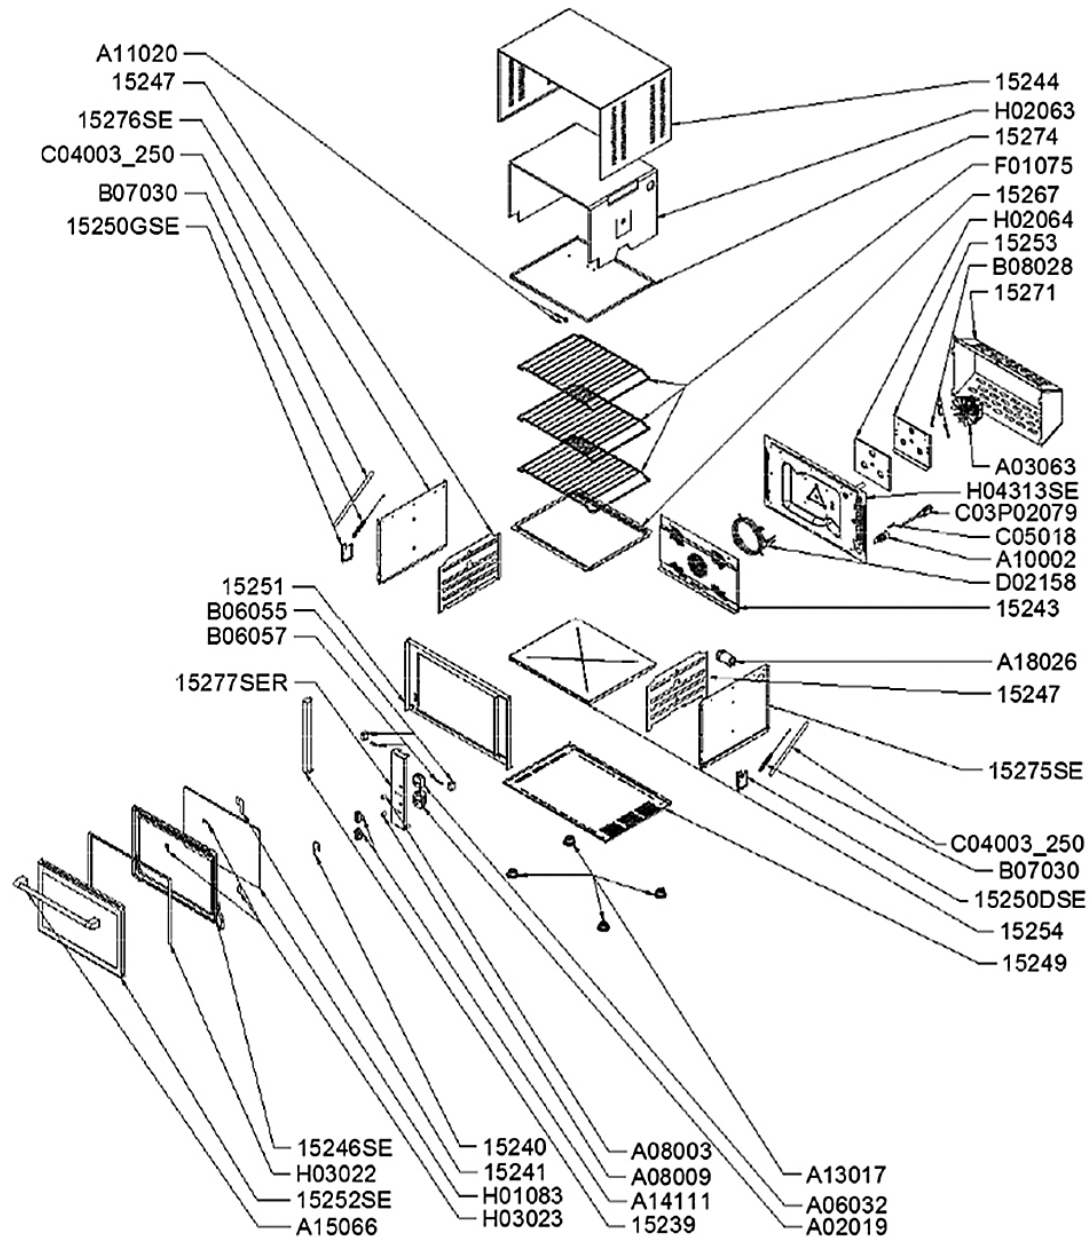 A11020
15247
15276SE
C04003_250
B07030
15250GSE
15244
H02063
15274
F01075
15267
H02064
15253
B08028
15271
A03063
H04313SE
C03P02079
C05018
A10002
D02158
15243
15251
B06055
B06057
15277SER
A18026
15247
15275SE
C04003_250
B07030
15250DSE
15254
15249
15246SE
H03022
15252SE
A15066
15240
15241
H01083
H03023
A08003
A08009
A14111
15239
A13017
A06032
A02019